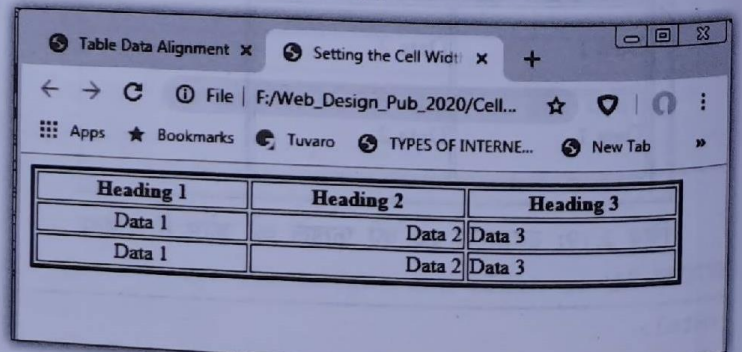 Table Data Alignment × Setting the Cell Widt × +
File | F:/Web_Design_Pub_2020/Cell...
Apps Bookmarks Tuvaro TYPES OF INTERNE... New Tab »
Heading 1 Heading 2 Heading 3
Data 1 Data 2 Data 3
Data 1 Data 2 Data 3